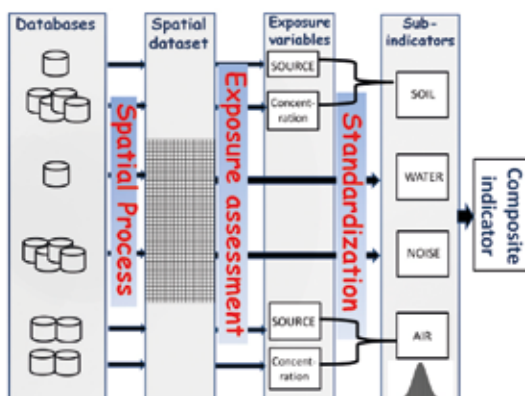 Databases
Spatial
dataset
Exposure
variables
Sub-
indicators
Spatial Process
Exposure assessment
Standardization
SOURCE
Concent-
ration
SOIL
WATER
NOISE
SOURCE
Concent-
ration
AIR
Composite
indicator